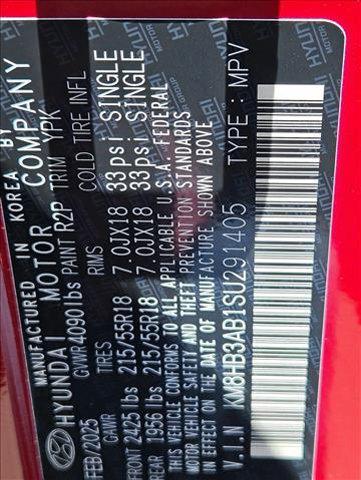 MANUFACTURED IN KOREA BY
HYUNDAI MOTOR COMPANY
GVWR 4090 lbs PAINT R2P TRIM YPK
FEB/2025 GAWR TIRES RIMS COLD TIRE INFL
FRONT 2425 lbs 215/55R18 7.0JX18 33psi SINGLE
REAR 1956 lbs 215/55R18 7.0JX18 33psi SINGLE
THIS VEHICLE CONFORMS TO ALL APPLICABLE U.S.A. FEDERAL
MOTOR VEHICLE SAFETY, BUMPER, AND THEFT PREVENTION STANDARDS
IN EFFECT ON THE DATE OF MANUFACTURE SHOWN ABOVE.
V.I.N KM8HB3AB1SU291405 TYPE: MPV